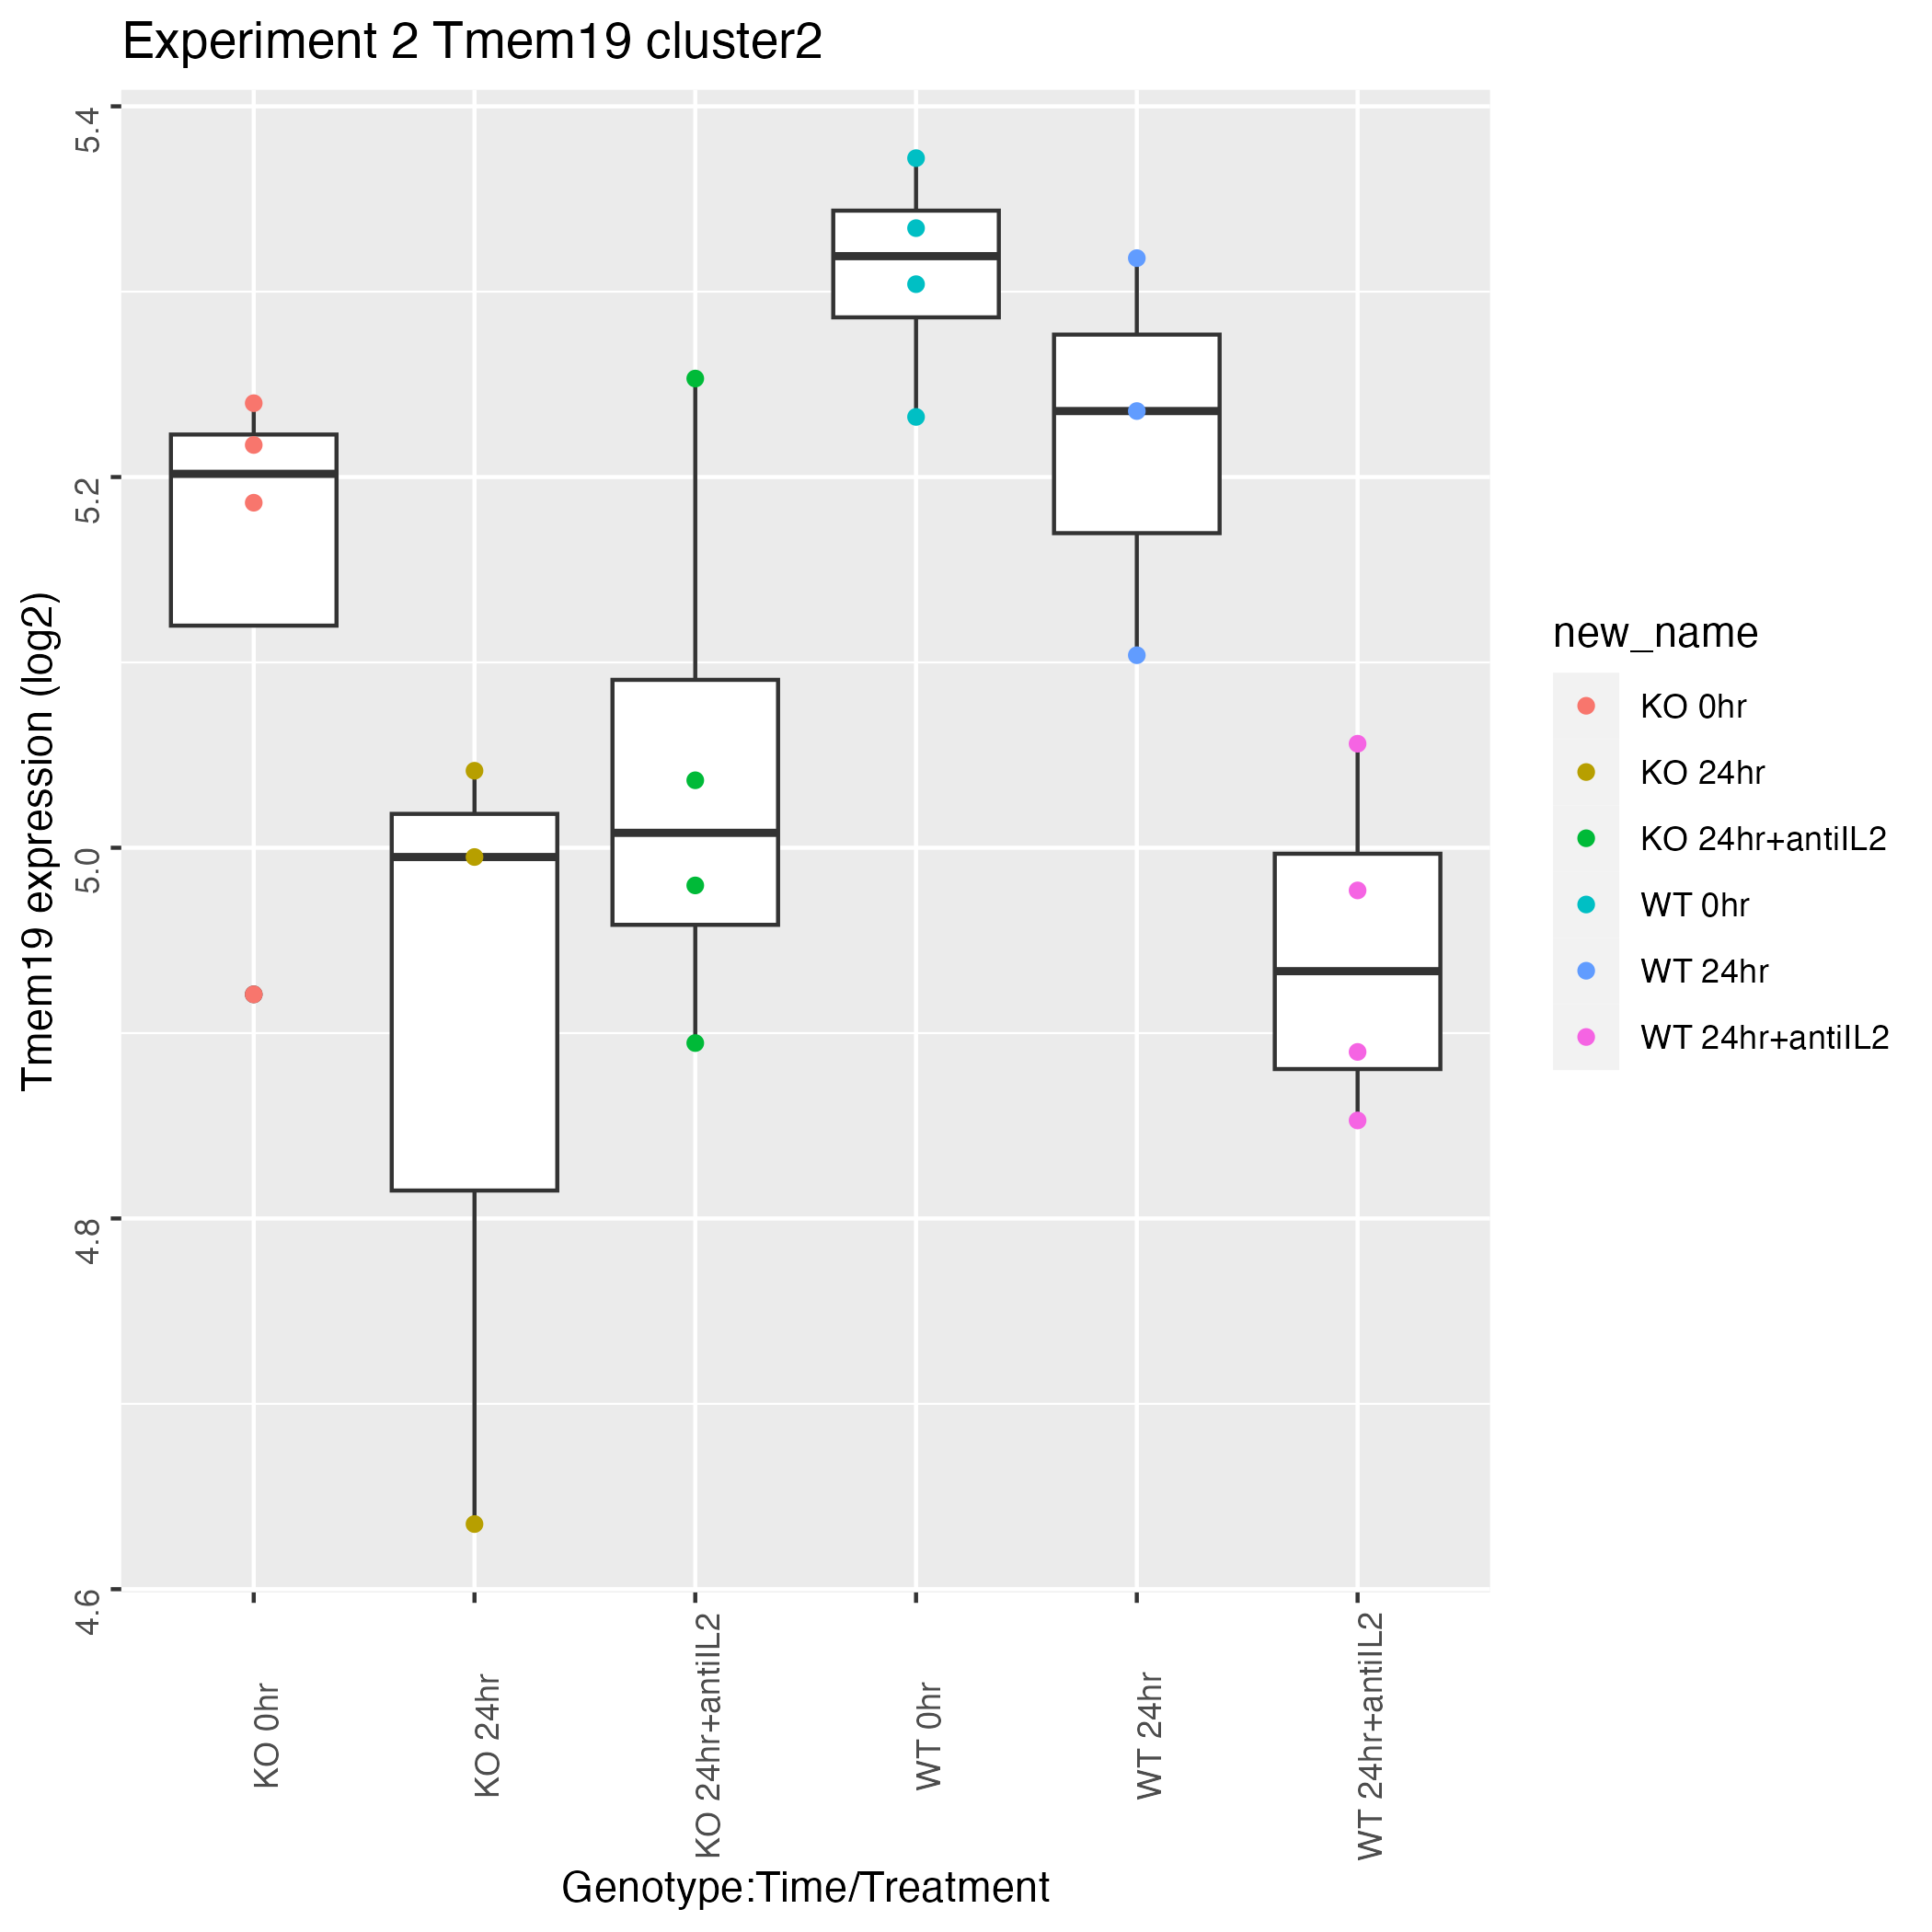 Experiment 2 Tmem19 cluster2
Tmem19 expression (log2)
5.4
5.2
5.0
4.8
4.6
KO 0hr
KO 24hr
KO 24hr+antiIL2
WT 0hr
WT 24hr
WT 24hr+antiIL2
Genotype:Time/Treatment
new_name
KO 0hr
KO 24hr
KO 24hr+antiIL2
WT 0hr
WT 24hr
WT 24hr+antiIL2